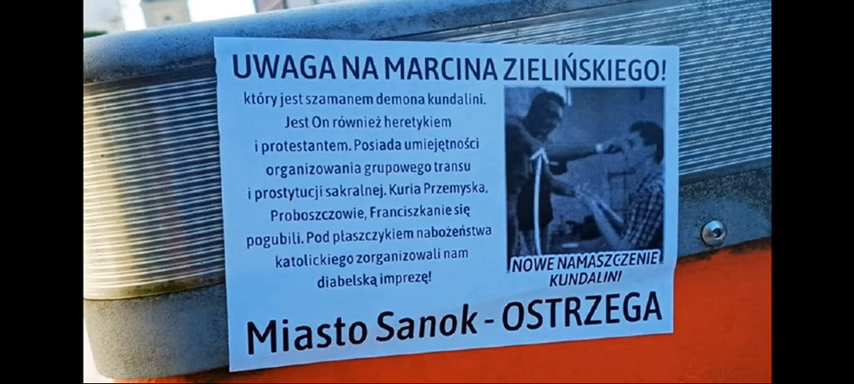 UWAGA NA MARCINA ZIELIŃSKIEGO!
który jest szamanem demona kundalini.
Jest On również heretykiem
i protestantem. Posiada umiejętności
organizowania grupowego transu
i prostytucji sakralnej. Kuria Przemyska,
Proboszczowie, Franciszkanie się
pogubili. Pod płaszczykiem nabożeństwa
katolickiego zorganizowali nam
diabelską imprezę!
NOWE NAMASZCZENIE
KUNDALINI
Miasto Sanok - OSTRZEGA